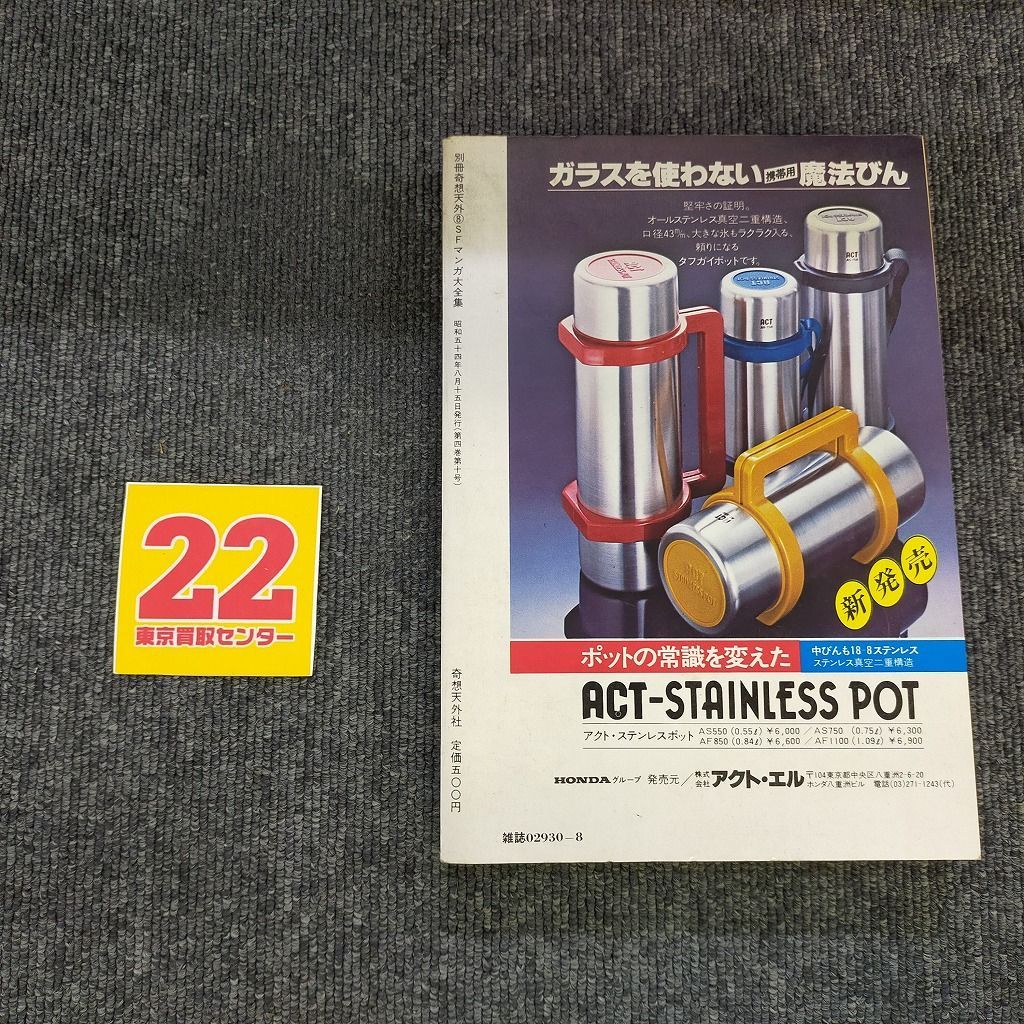 22
東京買取センター
別冊奇想天外⑧SFマンガ大全集 昭和五十四年八月十五日発行(第四巻第十号)
奇想天外社 定価五〇〇円
ガラスを使わない携帯用魔法びん
堅牢さの証明。
オールステンレス真空二重構造、
口径43㎜、大きな氷もラクラク入る、
頼りになる
タフガイポットです。
ACT
ACT
新発売
ポットの常識を変えた
中びんも18-8ステンレス
ステンレス真空二重構造
ACT-STAINLESS POT
アクト・ステンレスポット
AS550 (0.55ℓ) ¥6,000 / AS750 (0.75ℓ) ¥6,300
AF850 (0.84ℓ) ¥6,600 / AF1100 (1.09ℓ) ¥6,900
HONDAグループ 発売元/株式会社アクト・エル
〒104東京都中央区八重洲2-6-20
ホンダ八重洲ビル 電話(03)271-1243(代)
雑誌02930-8